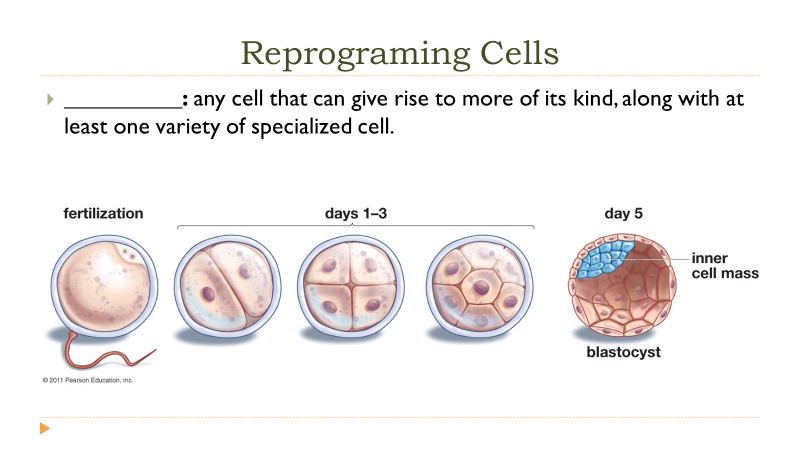 Reprograming Cells
__________: any cell that can give rise to more of its kind, along with at
least one variety of specialized cell.
fertilization
days 1–3
day 5
inner
cell mass
blastocyst
© 2011 Pearson Education, Inc.